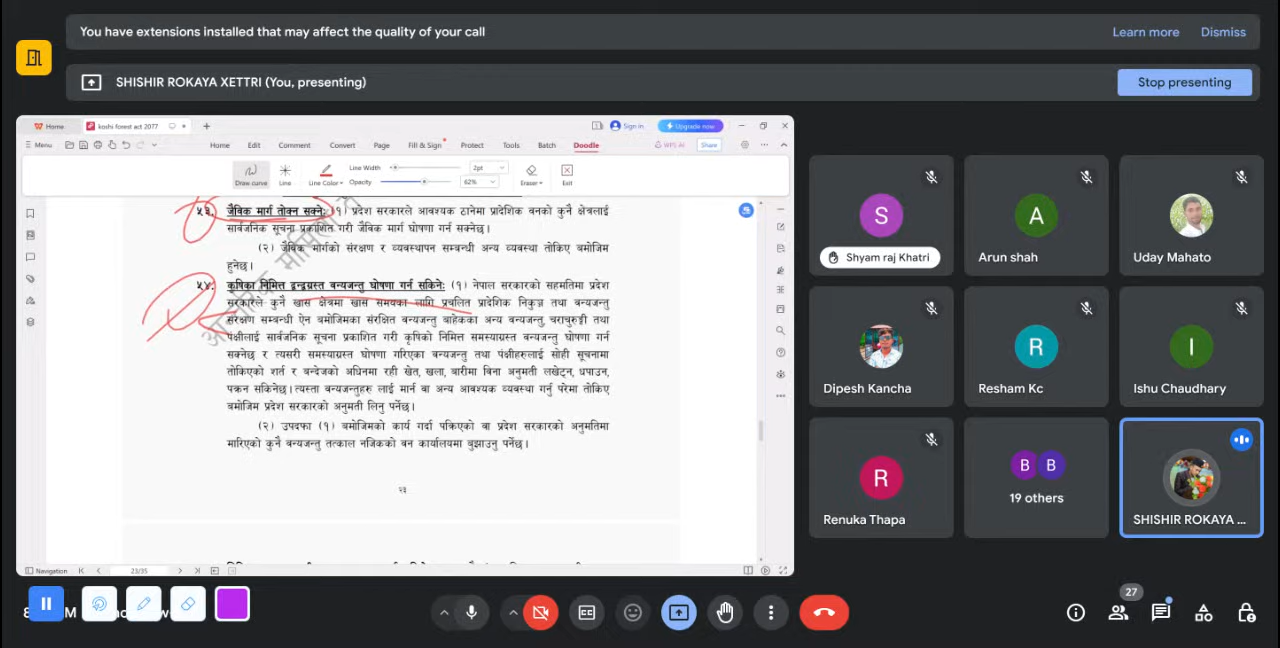 You have extensions installed that may affect the quality of your call
Learn more
Dismiss
SHISHIR ROKAYA XETTRI (You, presenting)
Stop presenting
Home
koshi forest act 2077
Sign in
Upgrade now
Menu
Home
Edit
Comment
Convert
Page
Fill & Sign
Protect
Tools
Batch
Doodle
WPS AI
Share
Draw curve
Line
Line Color
Line Width
2pt
Opacity
62%
Eraser
Exit
५३. जैविक मार्ग तोक्न सक्ने: (१) प्रदेश सरकारले आवश्यक ठानेमा प्रादेशिक वनको कुनै क्षेत्रलाई
सार्वजनिक सूचना प्रकाशित गरी जैविक मार्ग घोषणा गर्न सक्नेछ।
(२) जैविक मार्गको संरक्षण र व्यवस्थापन सम्बन्धी अन्य व्यवस्था तोकिए बमोजिम
हुनेछ।
५४. कृषिका निमित्त द्वन्द्वग्रस्त वन्यजन्तु घोषणा गर्न सकिने: (१) नेपाल सरकारको सहमतिमा प्रदेश
सरकारले कुनै खास क्षेत्रमा खास समयका लागि प्रचलित प्रादेशिक निकुञ्ज तथा वन्यजन्तु
संरक्षण सम्बन्धी ऐन बमोजिमका संरक्षित वन्यजन्तु बाहेकका अन्य वन्यजन्तु, चराचुरुङ्गी तथा
पंक्षीलाई सार्वजनिक सूचना प्रकाशित गरी कृषिको निमित्त समस्याग्रस्त वन्यजन्तु घोषणा गर्न
सक्नेछ र त्यसरी समस्याग्रस्त घोषणा गरिएका वन्यजन्तु तथा पंक्षीहरुलाई सोही सूचनामा
तोकिएको शर्त र बन्देजको अधिनमा रही खेत, खला, बारीमा बिना अनुमती लखेट्न, धपाउन,
पक्रन सकिनेछ। त्यस्ता वन्यजन्तुहरु लाई मार्न वा अन्य आवश्यक व्यवस्था गर्नु परेमा तोकिए
बमोजिम प्रदेश सरकारको अनुमती लिनु पर्नेछ।
(२) उपदफा (१) बमोजिमको कार्य गर्दा पक्रिएको वा प्रदेश सरकारको अनुमतिमा
मारिएको कुनै वन्यजन्तु तत्काल नजिकको वन कार्यालयमा बुझाउनु पर्नेछ।
२३
Navigation
23/35
S
Shyam raj Khatri
A
Arun shah
Uday Mahato
Dipesh Kancha
R
Resham Kc
I
Ishu Chaudhary
R
Renuka Thapa
B B
19 others
SHISHIR ROKAYA ...
27